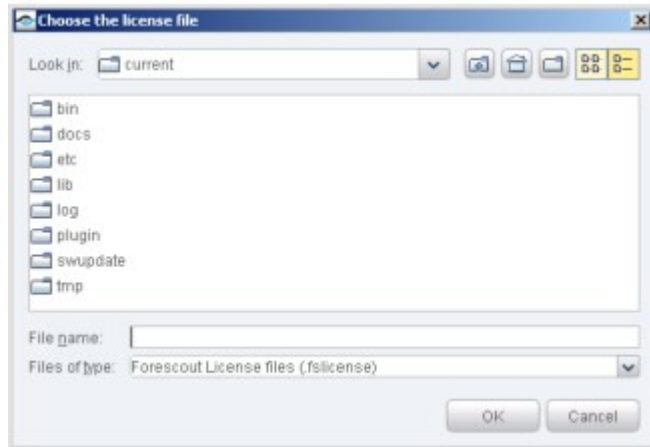 Choose the license file
Look in: current
bin
docs
etc
lib
log
plugin
swupdate
tmp
File name:
Files of type: Forescout License files (.fslicense)
OK Cancel